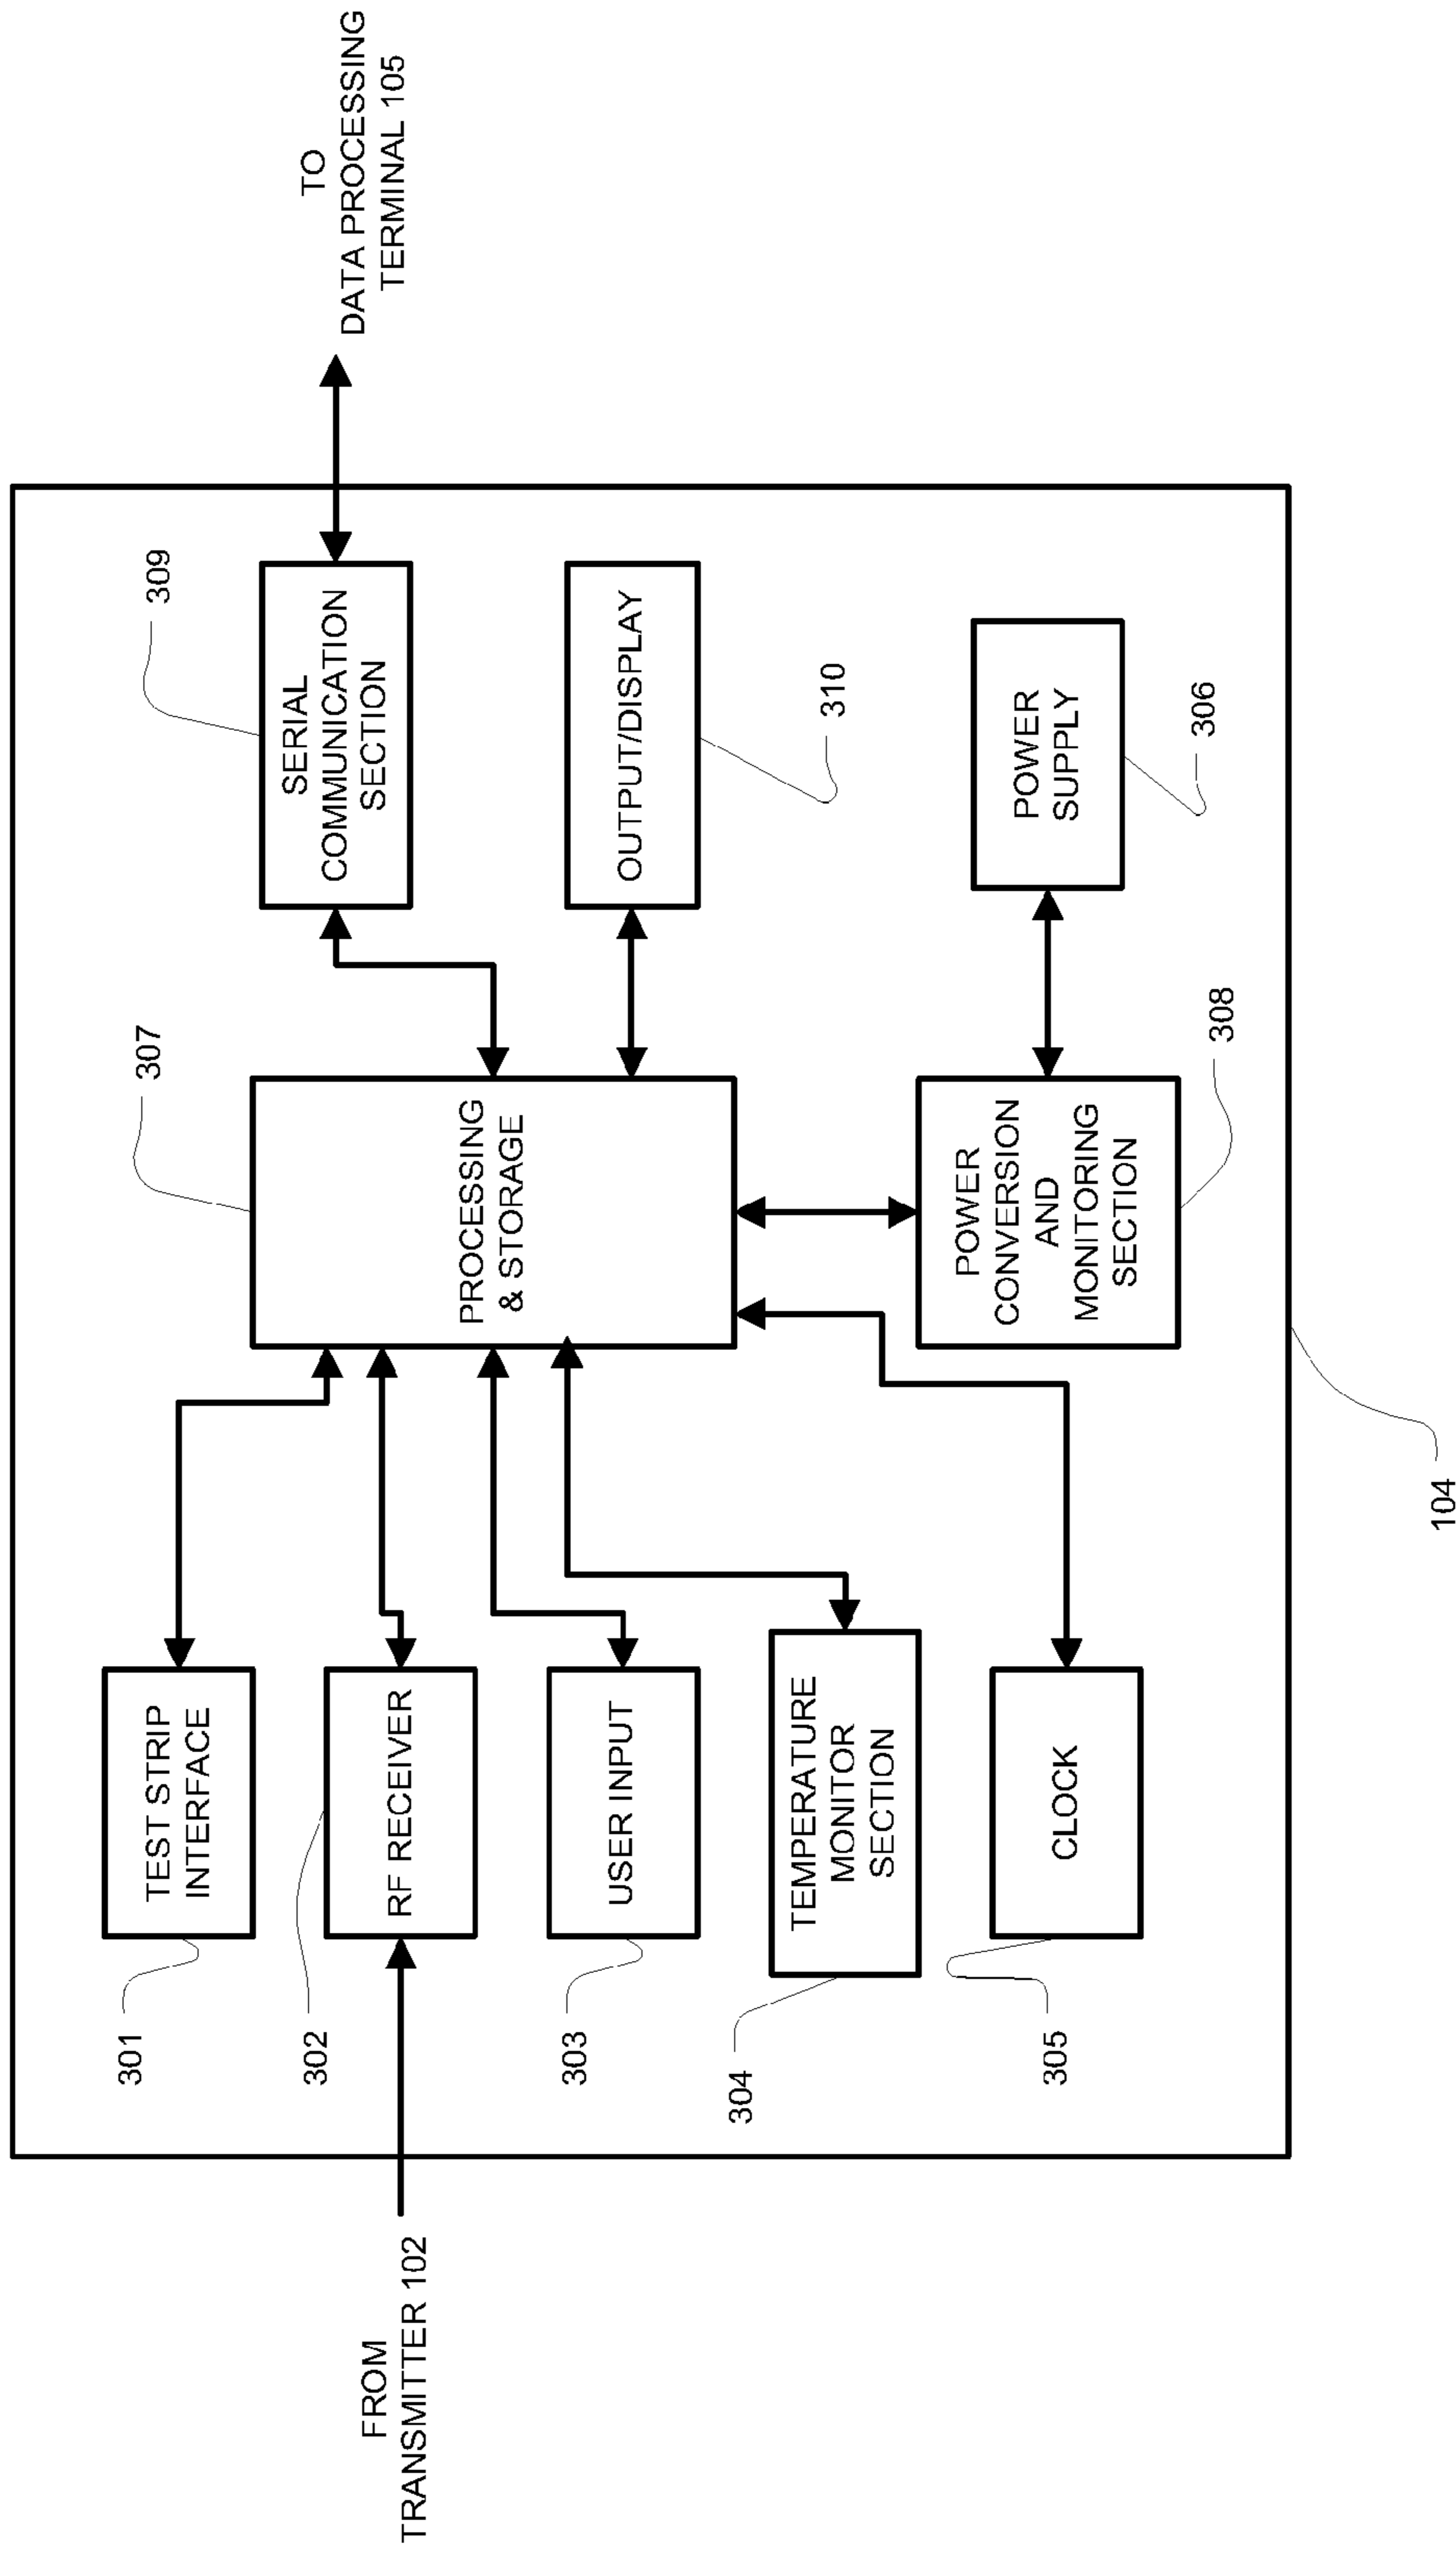 301
TEST STRIP
INTERFACE
307
309
SERIAL
COMMUNICATION
SECTION
TO
DATA PROCESSING
TERMINAL 105
FROM
TRANSMITTER 102
302
RF RECEIVER
PROCESSING
& STORAGE
303
USER INPUT
OUTPUT/DISPLAY
310
304
TEMPERATURE
MONITOR
SECTION
305
CLOCK
POWER
CONVERSION
AND
MONITORING
SECTION
308
POWER
SUPPLY
306
104